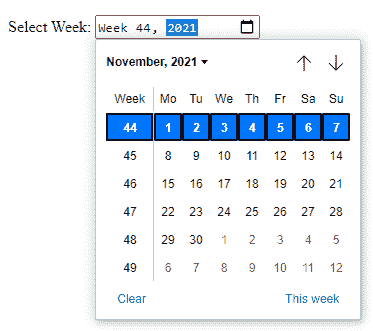 Select Week: Week 44, 2021
November, 2021
Week Mo Tu We Th Fr Sa Su
44 1 2 3 4 5 6 7
45 8 9 10 11 12 13 14
46 15 16 17 18 19 20 21
47 22 23 24 25 26 27 28
48 29 30 1 2 3 4 5
49 6 7 8 9 10 11 12
Clear This week